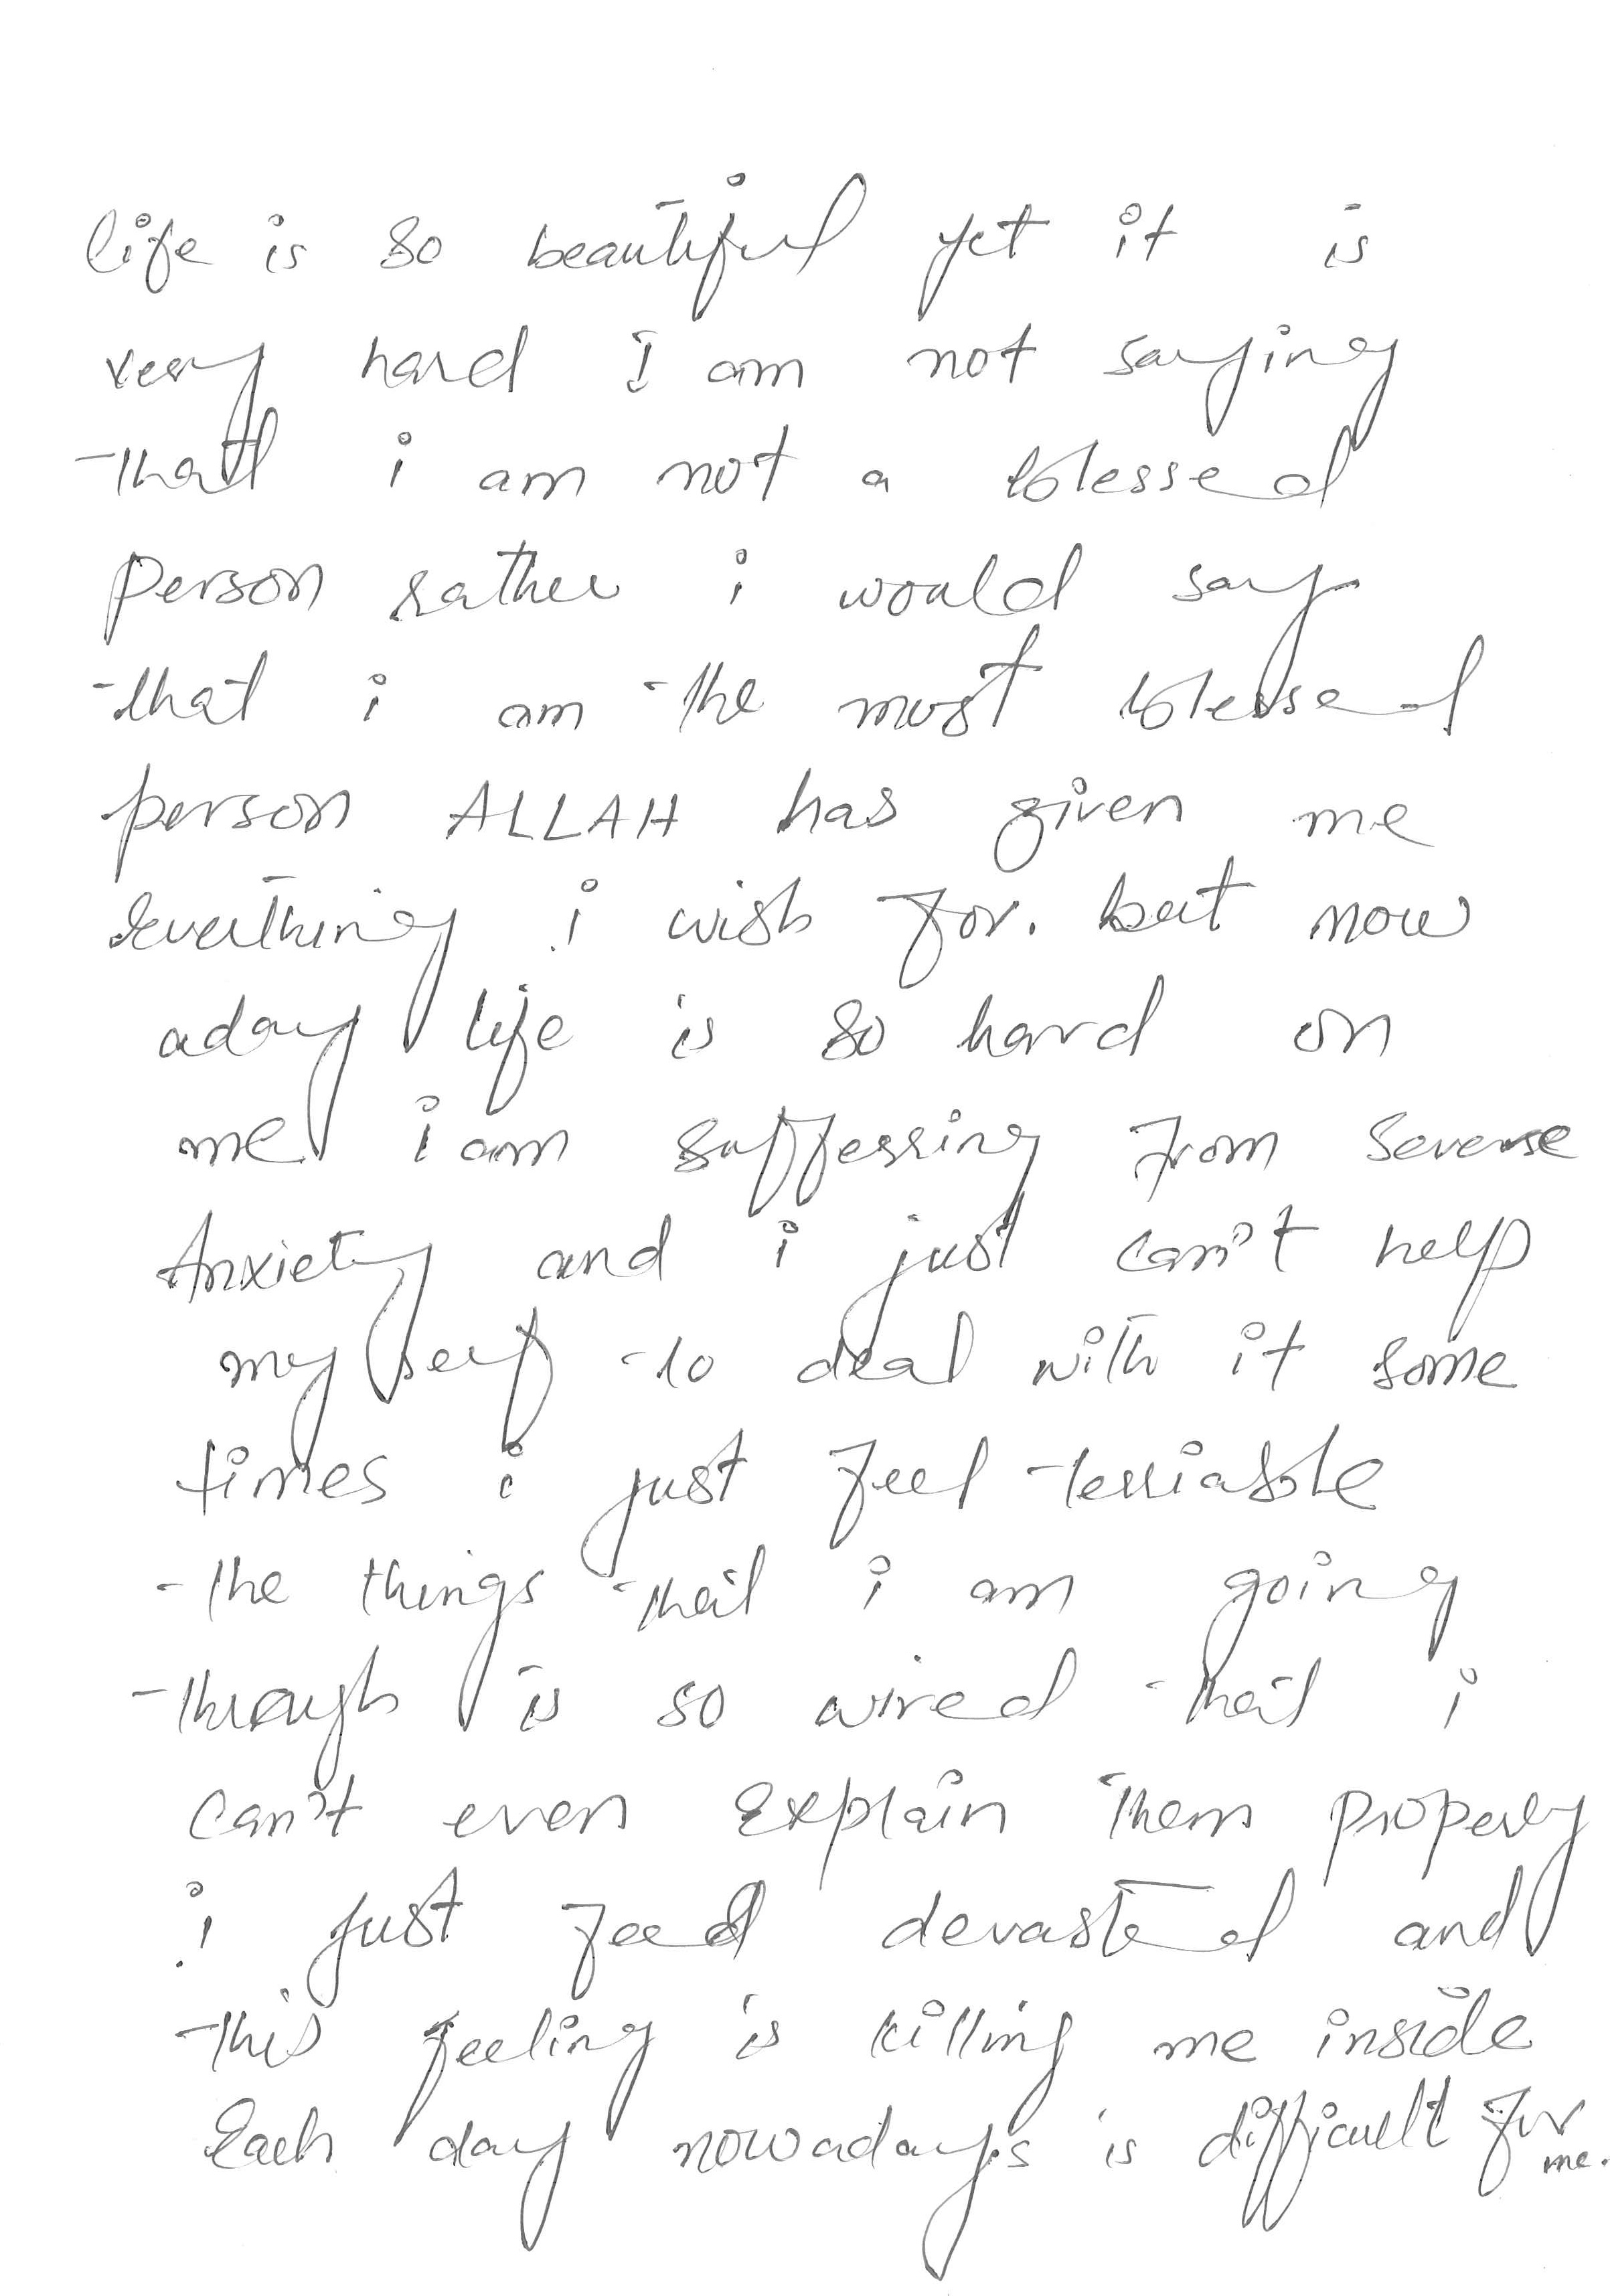 life is so beautiful yet it is
very hard I am not saying
that i am not a blessed
person rather i would say
that i am the most blessed
person ALLAH has given me
everthing i wish for. but now
aday life is so hard on
me i am sufferring from severse
Anxiety and i just can't help
my self to deal with it some
times i just feel terriable
the things that i am going
through is so wired that i
can't even explain them properly
i just feel devasted and
this feeling is killing me inside
Each day nowadays is difficult for
me.